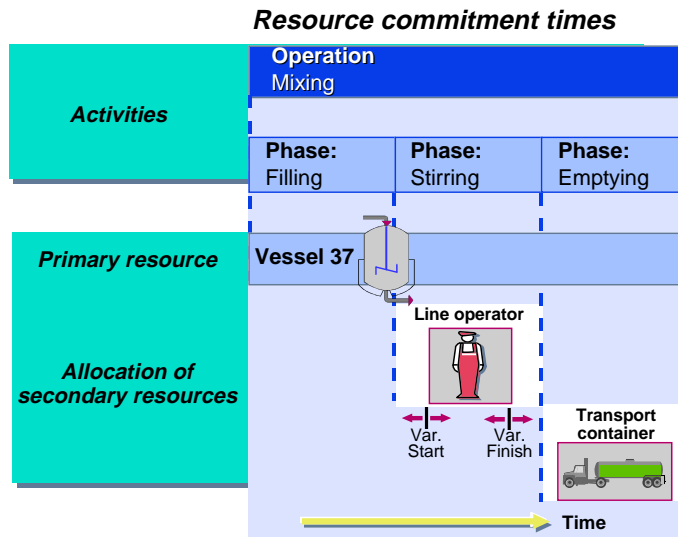 Resource commitment times
Operation
Mixing
Activities
Phase:
Filling
Phase:
Stirring
Phase:
Emptying
Primary resource
Vessel 37
Line operator
Allocation of
secondary resources
Var.
Start
Var.
Finish
Transport
container
Time